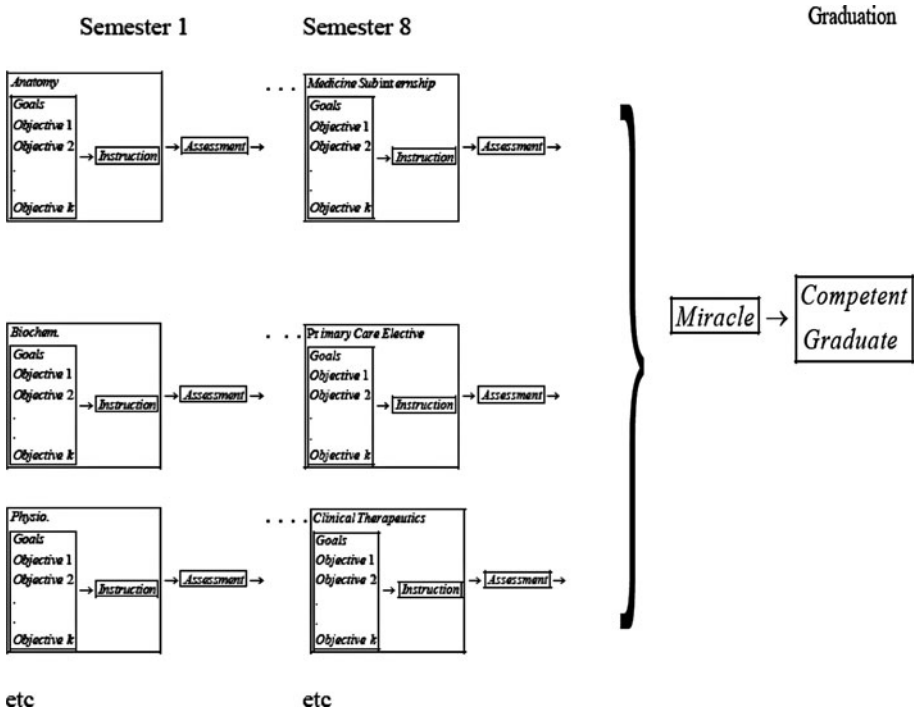 Semester 1
Semester 8
Graduation
Anatomy
Goals
Objective 1
Objective 2
.
.
Objective k
→ Instruction
→ Assessment →
. . . Medicine Subinternship
Goals
Objective 1
Objective 2
.
.
Objective k
→ Instruction
→ Assessment →
Biochem.
Goals
Objective 1
Objective 2
.
.
Objective k
→ Instruction
→ Assessment →
. . . Primary Care Elective
Goals
Objective 1
Objective 2
.
.
Objective k
→ Instruction
→ Assessment →
Physio.
Goals
Objective 1
Objective 2
.
.
Objective k
→ Instruction
→ Assessment →
. . . . Clinical Therapeutics
Goals
Objective 1
Objective 2
.
.
Objective k
→ Instruction
→ Assessment →
Miracle →
Competent
Graduate
etc
etc